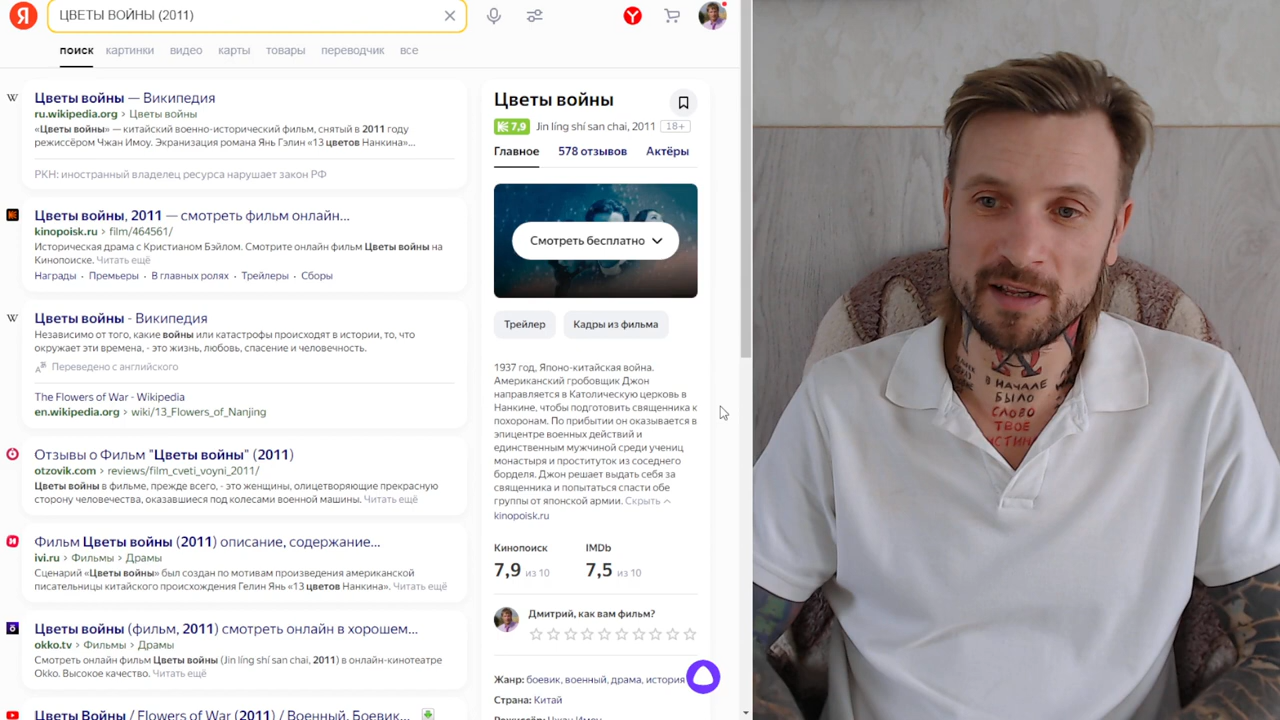 Я
ЦВЕТЫ ВОЙНЫ (2011)
Y
поиск картинки видео карты товары переводчик все
W
Цветы войны — Википедия
ru.wikipedia.org › Цветы войны
«Цветы войны» — китайский военно-исторический фильм, снятый в 2011 году
режиссёром Чжан Имоу. Экранизация романа Янь Гэлин «13 цветов Нанкина»...
РКН: иностранный владелец ресурса нарушает закон РФ
Цветы войны, 2011 — смотреть фильм онлайн...
kinopoisk.ru › film/464561/
Историческая драма с Кристианом Бэйлом. Смотрите онлайн фильм Цветы войны на
Кинопоиске. Читать ещё
Награды · Премьеры · В главных ролях · Трейлеры · Сборы
W
Цветы войны - Википедия
Независимо от того, какие войны или катастрофы происходят в истории, то, что
окружает эти времена, - это жизнь, любовь, спасение и человечность.
Переведено с английского
The Flowers of War - Wikipedia
en.wikipedia.org › wiki/13_Flowers_of_Nanjing
Отзывы о Фильм "Цветы войны" (2011)
otzovik.com › reviews/film_cveti_voyni_2011/
Цветы войны в фильме, прежде всего, - это женщины, олицетворяющие прекрасную
сторону человечества, оказавшиеся под колесами военной машины. Читать ещё
Фильм Цветы войны (2011) описание, содержание...
ivi.ru › Фильмы › Драмы
Сценарий «Цветы войны» был создан по мотивам произведения американской
писательницы китайского происхождения Гелин Янь «13 цветов Нанкина». Читать ещё
Цветы войны (фильм, 2011) смотреть онлайн в хорошем...
okko.tv › Фильмы › Драмы
Смотреть онлайн фильм Цветы войны (Jin líng shí san chai, 2011) в онлайн-кинотеатре
Okko. Высокое качество. Читать ещё
Цветы Войны / Flowers of War (2011) / Военный, Боевик...
Цветы войны
7,9 Jin líng shí san chai, 2011 18+
Главное 578 отзывов Актёры
Смотреть бесплатно
Трейлер Кадры из фильма
1937 год, Японо-китайская война.
Американский гробовщик Джон
направляется в Католическую церковь в
Нанкине, чтобы подготовить священника к
похоронам. По прибытии он оказывается в
эпицентре военных действий и
единственным мужчиной среди учениц
монастыря и проституток из соседнего
борделя. Джон решает выдать себя за
священника и попытаться спасти обе
группы от японской армии. Скрыть
kinopoisk.ru
Кинопоиск IMDb
7,9 из 10 7,5 из 10
Дмитрий, как вам фильм?
Жанр: боевик, военный, драма, история
Страна: Китай
Режиссёр: Чжан Имоу
В НАЧАЛЕ
БЫЛО
СЛОВО
ТВОЕ